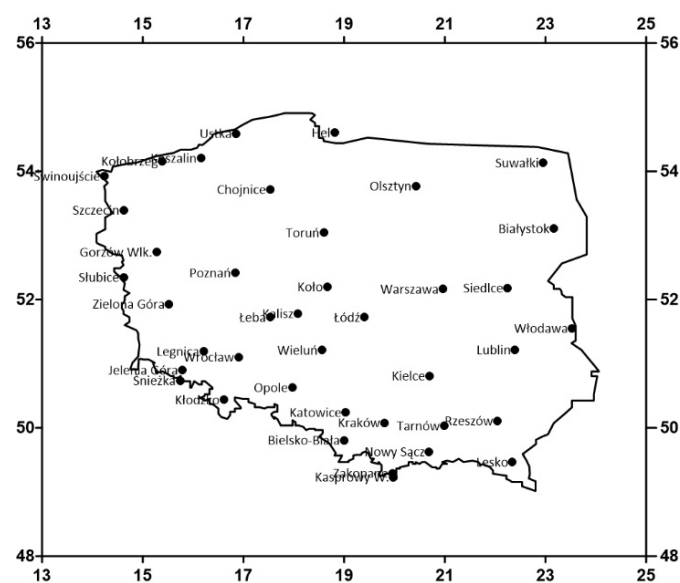 13 15 17 19 21 23 25
56 56
Ustka Hel
Kołobrzeg Koszalin Suwałki
54 54
Świnoujście
Chojnice Olsztyn
Szczecin
Toruń Białystok
Gorzów Wlk.
Słubice Poznań
Koło Warszawa Siedlce
52 52
Zielona Góra
Łeba Kalisz Łódź
Włodawa
Legnica Wrocław Wieluń Lublin
Jelenia Góra
Śnieżka Kielce
Opole
Kłodzko
Katowice
50 50
Kraków Tarnów Rzeszów
Bielsko-Biała
Nowy Sącz
Lesko
Zakopane
Kasprowy W.
48 48
13 15 17 19 21 23 25